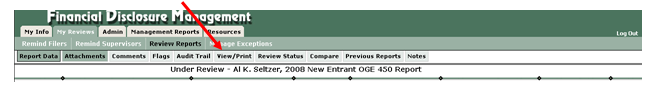 Financial Disclosure Management
My Info My Reviews Admin Management Reports Resources Log Out
Remind Filers Remind Supervisors Review Reports Manage Exceptions
Report Data Attachments Comments Flags Audit Trail View/Print Review Status Compare Previous Reports Notes
Under Review - Al K. Seltzer, 2008 New Entrant OGE 450 Report